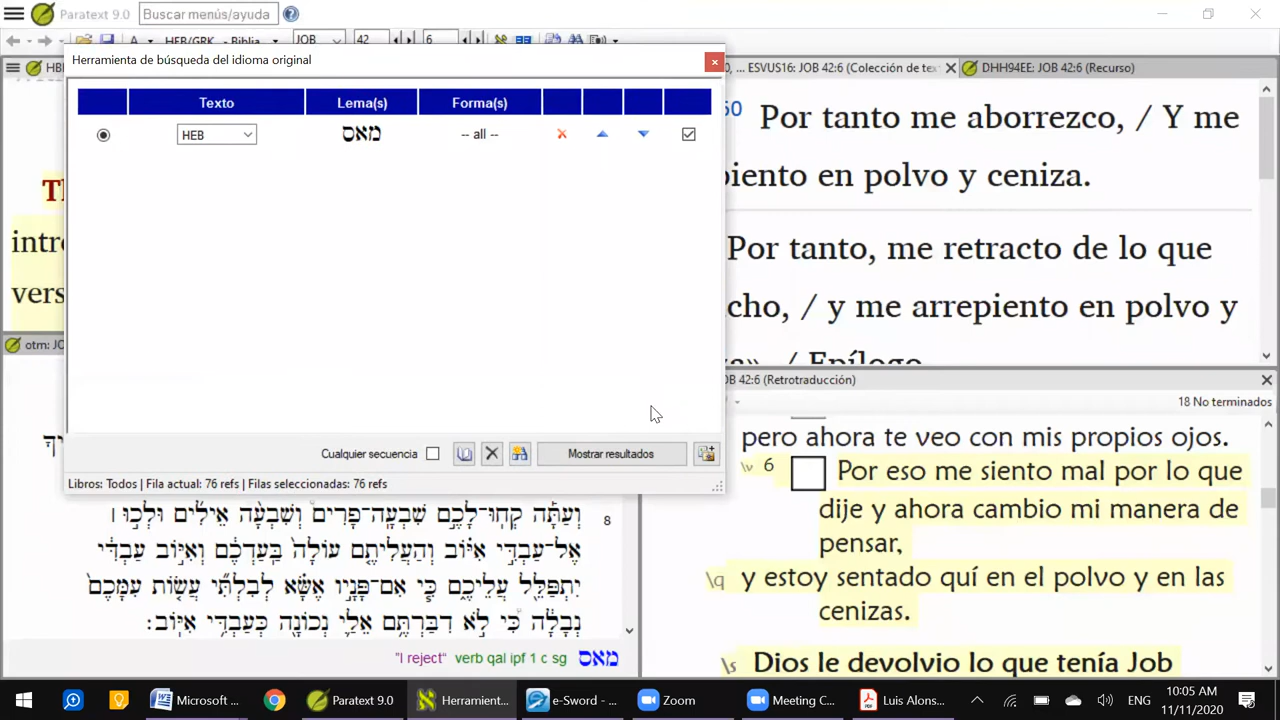 Paratext 9.0
Buscar menús/ayuda
HEB/GRK - Biblia
JOB
42
6
Herramienta de búsqueda del idioma original
Texto
Lema(s)
Forma(s)
HEB
מאס
-- all --
Cualquier secuencia
Mostrar resultados
Libros: Todos | Fila actual: 76 refs | Filas seleccionadas: 76 refs
ESVUS16: JOB 42:6 (Colección de tex
DHH94EE: JOB 42:6 (Recurso)
Por tanto me aborrezco, / Y me
piento en polvo y ceniza.
Por tanto, me retracto de lo que
cho, / y me arrepiento en polvo y
JOB 42:6 (Retrotraducción)
18 No terminados
pero ahora te veo con mis propios ojos.
\v 6 Por eso me siento mal por lo que
dije y ahora cambio mi manera de
pensar,
\q y estoy sentado quí en el polvo y en las
cenizas.
\s Dios le devolvio lo que tenía Job
intro
vers
otm: JO
8 וְעַתָּ֡ה קְחֽוּ־לָכֶ֣ם שִׁבְעָֽה־פָרִים֩ וְשִׁבְעָ֨ה אֵילִ֜ים וּלְכ֣וּ ׀
אֶל־עַבְדִּ֣י אִיּ֗וֹב וְהַעֲלִיתֶ֤ם עוֹלָה֙ בַּֽעַדְכֶ֔ם וְאִיּ֣וֹב עַבְדִּ֔י
יִתְפַּלֵּ֖ל עֲלֵיכֶ֑ם כִּ֧י אִם־פָּנָ֣יו אֶשָּׂ֗א לְבִלְתִּ֞י עֲשׂ֤וֹת עִמָּכֶם֙
נְבָלָ֔ה כִּ֠י לֹ֣א דִבַּרְתֶּ֥ם אֵלַ֛י נְכוֹנָ֖ה כְּעַבְדִּ֥י אִיּֽוֹב׃
"I reject" verb qal ipf 1 c sg מאס
Microsoft ...
Paratext 9.0
Herramient...
e-Sword - ...
Zoom
Meeting C...
Luis Alons...
ENG
10:05 AM
11/11/2020